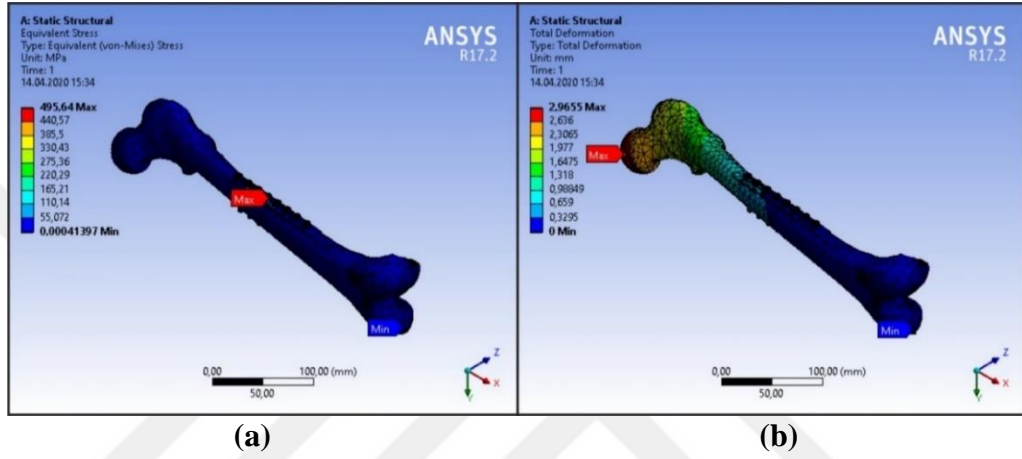 A: Static Structural
Equivalent Stress
Type: Equivalent (von-Mises) Stress
Unit: MPa
Time: 1
14.04.2020 15:34
ANSYS
R17.2
495,64 Max
440,57
385,5
330,43
275,36
220,29
165,21
110,14
55,072
0,00041397 Min
Max
Min
0,00
100,00 (mm)
50,00
Z
X
Y
A: Static Structural
Total Deformation
Type: Total Deformation
Unit: mm
Time: 1
14.04.2020 15:34
ANSYS
R17.2
2,9655 Max
2,636
2,3065
1,977
1,6475
1,318
0,98849
0,659
0,3295
0 Min
Max
Min
0,00
100,00 (mm)
50,00
Z
X
Y
(a)
(b)